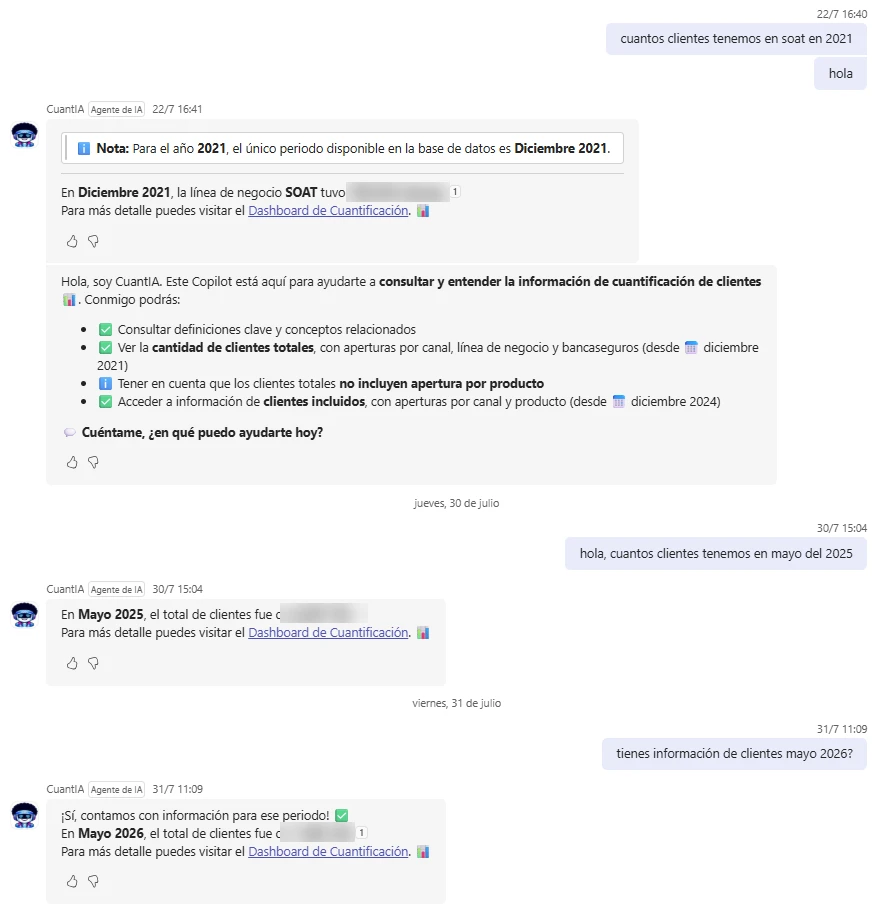 22/7 16:40
cuantos clientes tenemos en soat en 2021
hola
CuantIA Agente de IA 22/7 16:41
Nota: Para el año 2021, el único periodo disponible en la base de datos es Diciembre 2021.
En Diciembre 2021, la línea de negocio SOAT tuvo 1
Para más detalle puedes visitar el Dashboard de Cuantificación.
Hola, soy CuantIA. Este Copilot está aquí para ayudarte a consultar y entender la información de cuantificación de clientes
. Conmigo podrás:
Consultar definiciones clave y conceptos relacionados
Ver la cantidad de clientes totales, con aperturas por canal, línea de negocio y bancaseguros (desde diciembre
2021)
Tener en cuenta que los clientes totales no incluyen apertura por producto
Acceder a información de clientes incluidos, con aperturas por canal y producto (desde diciembre 2024)
Cuéntame, ¿en qué puedo ayudarte hoy?
jueves, 30 de julio
30/7 15:04
hola, cuantos clientes tenemos en mayo del 2025
CuantIA Agente de IA 30/7 15:04
En Mayo 2025, el total de clientes fue
Para más detalle puedes visitar el Dashboard de Cuantificación.
viernes, 31 de julio
31/7 11:09
tienes información de clientes mayo 2026?
CuantIA Agente de IA 31/7 11:09
¡Sí, contamos con información para ese periodo!
En Mayo 2026, el total de clientes fue 1
Para más detalle puedes visitar el Dashboard de Cuantificación.